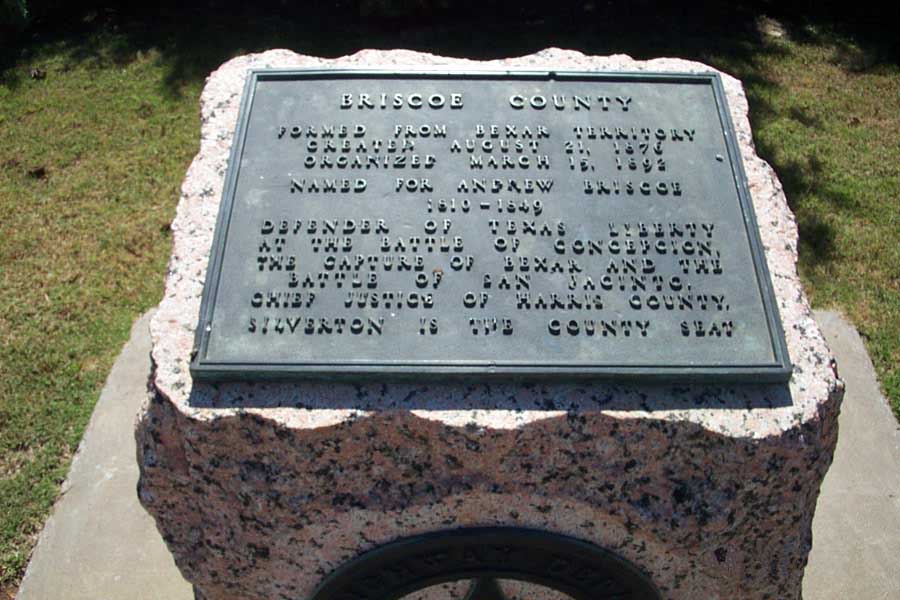 BRISCOE COUNTY
FORMED FROM BEXAR TERRITORY
CREATED AUGUST 21, 1876
ORGANIZED MARCH 15, 1892
NAMED FOR ANDREW BRISCOE
1810-1849
DEFENDER OF TEXAS LIBERTY
AT THE BATTLE OF CONCEPCION,
THE CAPTURE OF BEXAR AND THE
BATTLE OF SAN JACINTO.
CHIEF JUSTICE OF HARRIS COUNTY.
SILVERTON IS THE COUNTY SEAT
HIGHWAY